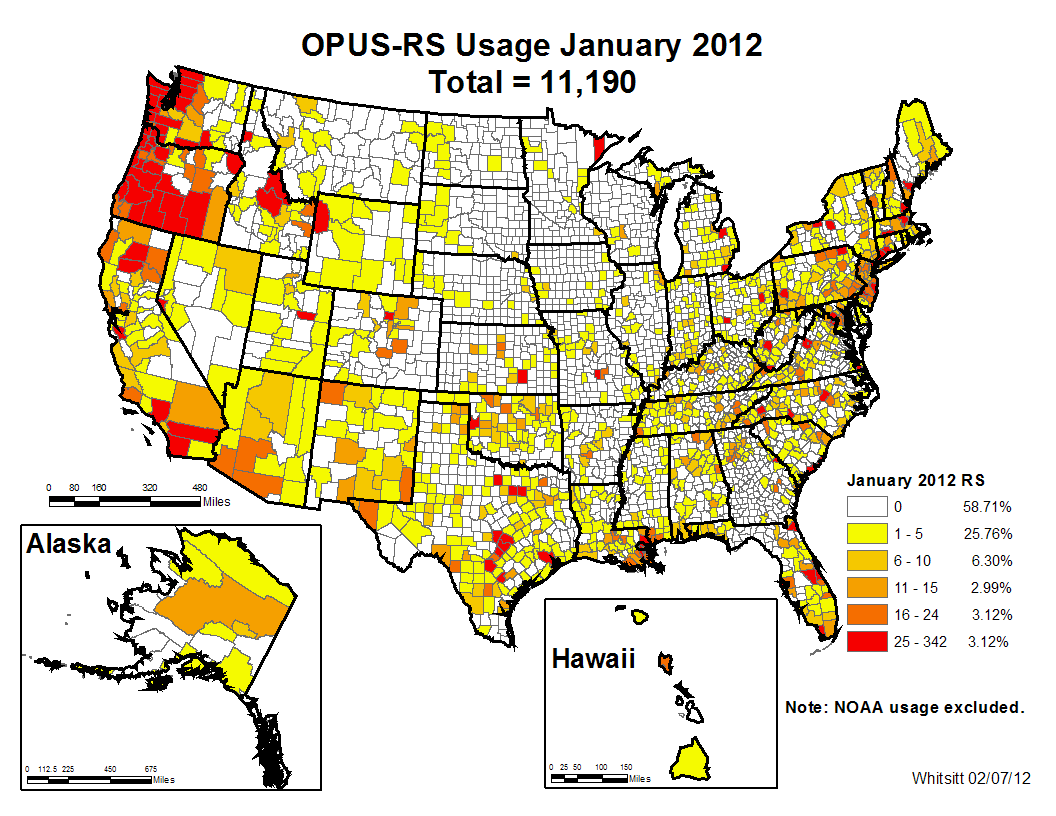 OPUS-RS Usage January 2012
Total = 11,190
0 80 160 320 480
Miles
January 2012 RS
0 58.71%
1 - 5 25.76%
6 - 10 6.30%
11 - 15 2.99%
16 - 24 3.12%
25 - 342 3.12%
Alaska
0 112.5 225 450 675
Miles
Hawaii
0 25 50 100 150
Miles
Note: NOAA usage excluded.
Whitsitt 02/07/12